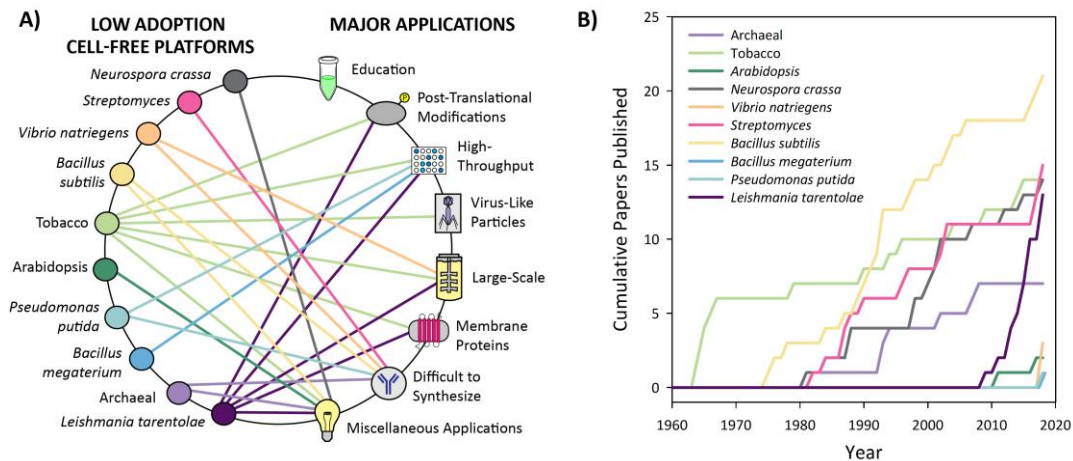 A)
LOW ADOPTION
CELL-FREE PLATFORMS
MAJOR APPLICATIONS
Neurospora crassa
Streptomyces
Vibrio natriegens
Bacillus
subtilis
Tobacco
Arabidopsis
Pseudomonas
putida
Bacillus
megaterium
Archaeal
Leishmania tarentolae
Education
P
Post-Translational
Modifications
High-
Throughput
Virus-Like
Particles
Large-Scale
Membrane
Proteins
Difficult to
Synthesize
Miscellaneous Applications
B)
Cumulative Papers Published
25
20
15
10
5
0
Archaeal
Tobacco
Arabidopsis
Neurospora crassa
Vibrio natriegens
Streptomyces
Bacillus subtilis
Bacillus megaterium
Pseudomonas putida
Leishmania tarentolae
1960 1970 1980 1990 2000 2010 2020
Year